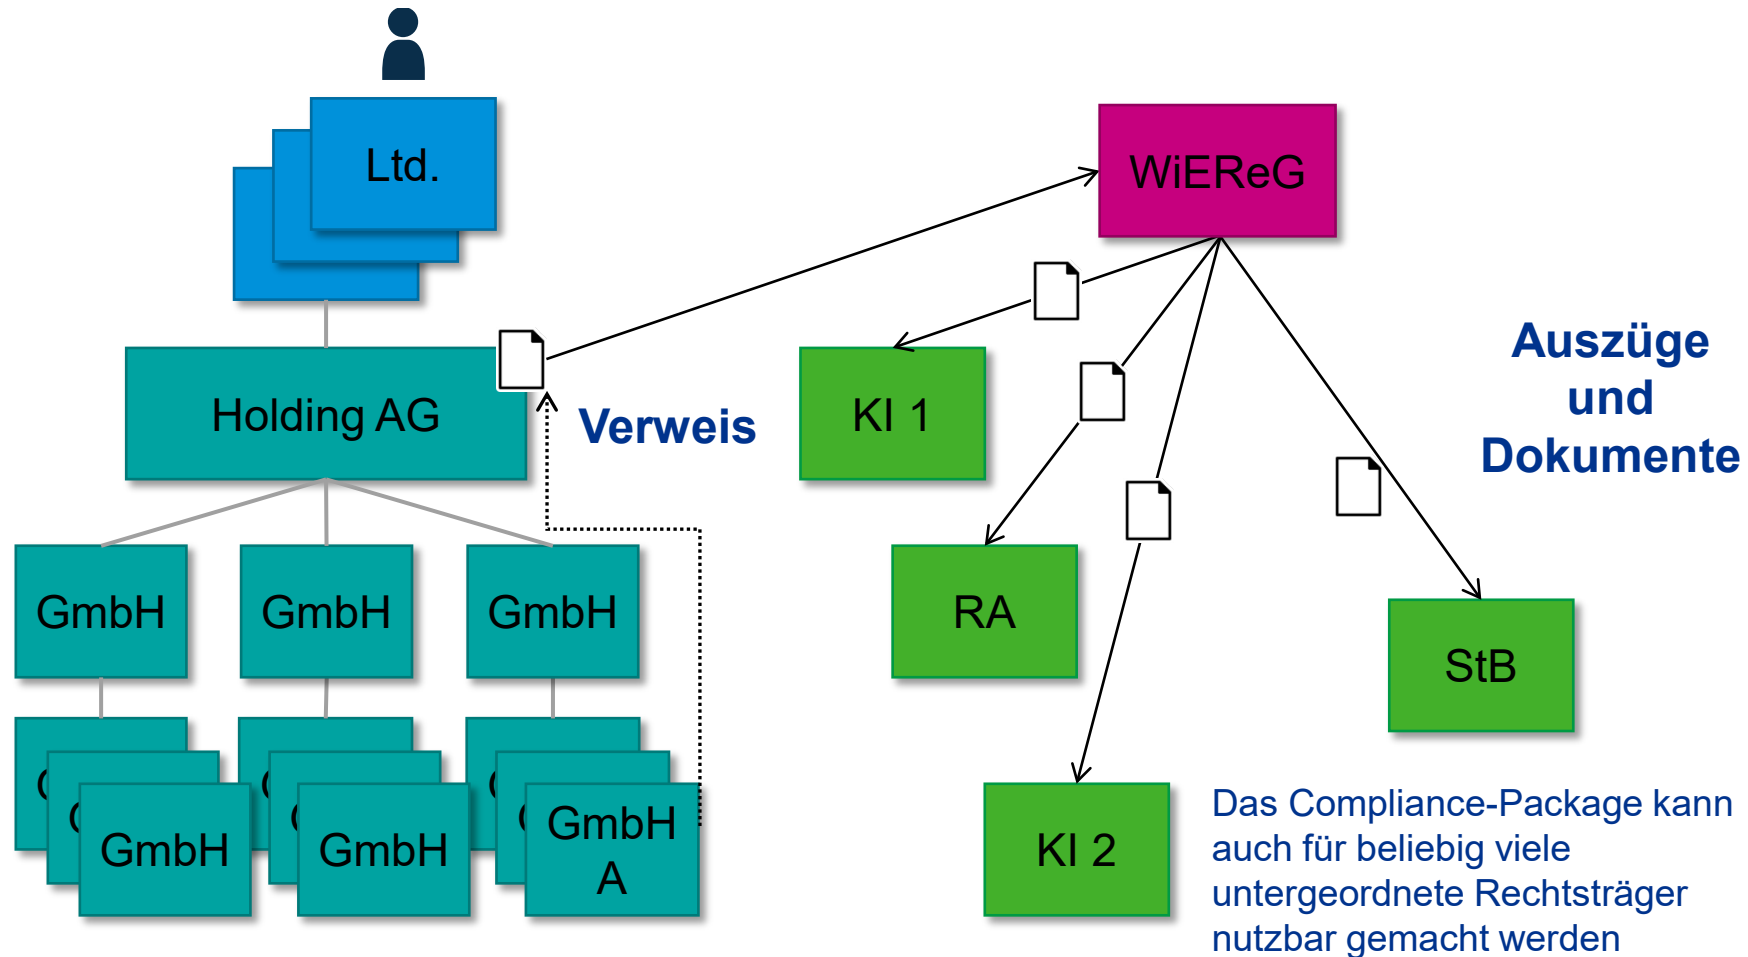 Ltd.
WiEReG
Holding AG
Verweis
KI 1
Auszüge
und
Dokumente
GmbH
GmbH
GmbH
RA
StB
GmbH
GmbH
GmbH
A
KI 2
Das Compliance-Package kann
auch für beliebig viele
untergeordnete Rechtsträger
nutzbar gemacht werden